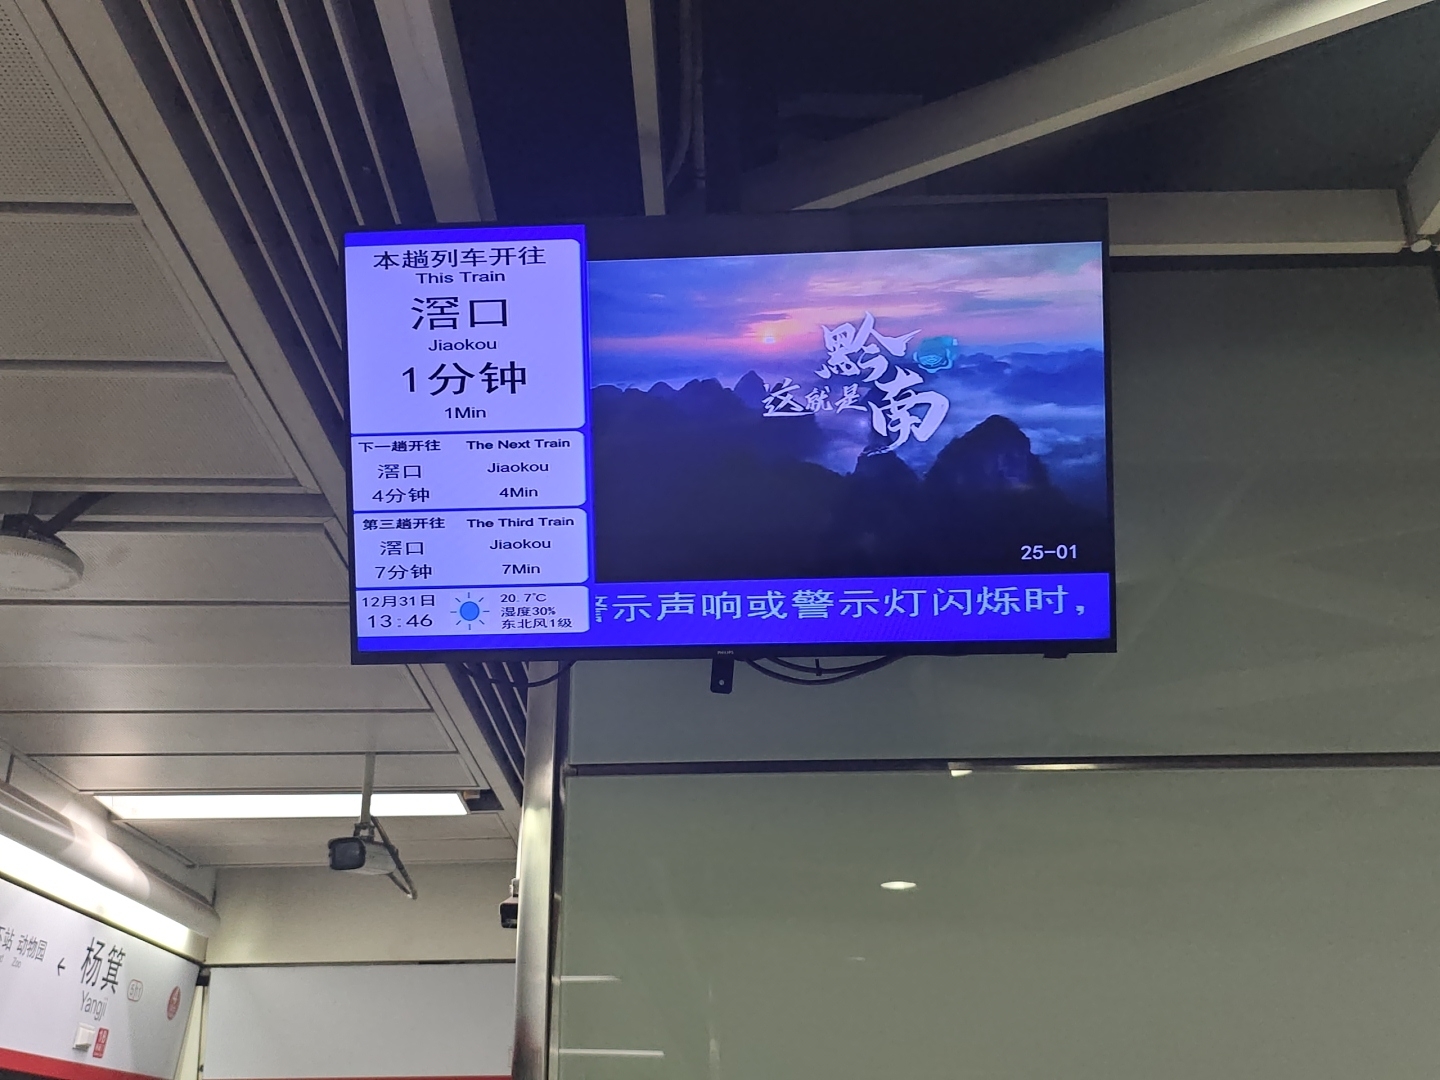 本趟列车开往
This Train
滘口
Jiaokou
1分钟
1Min
下一趟开往 The Next Train
滘口 Jiaokou
4分钟 4Min
第三趟开往 The Third Train
滘口 Jiaokou
7分钟 7Min
12月31日
13:46
20.7℃
湿度30%
东北风1级
黔
这就是南
25-01
示声响或警示灯闪烁时，
PHILIPS
站 动物园
Zoo
←
杨箕
Yangji